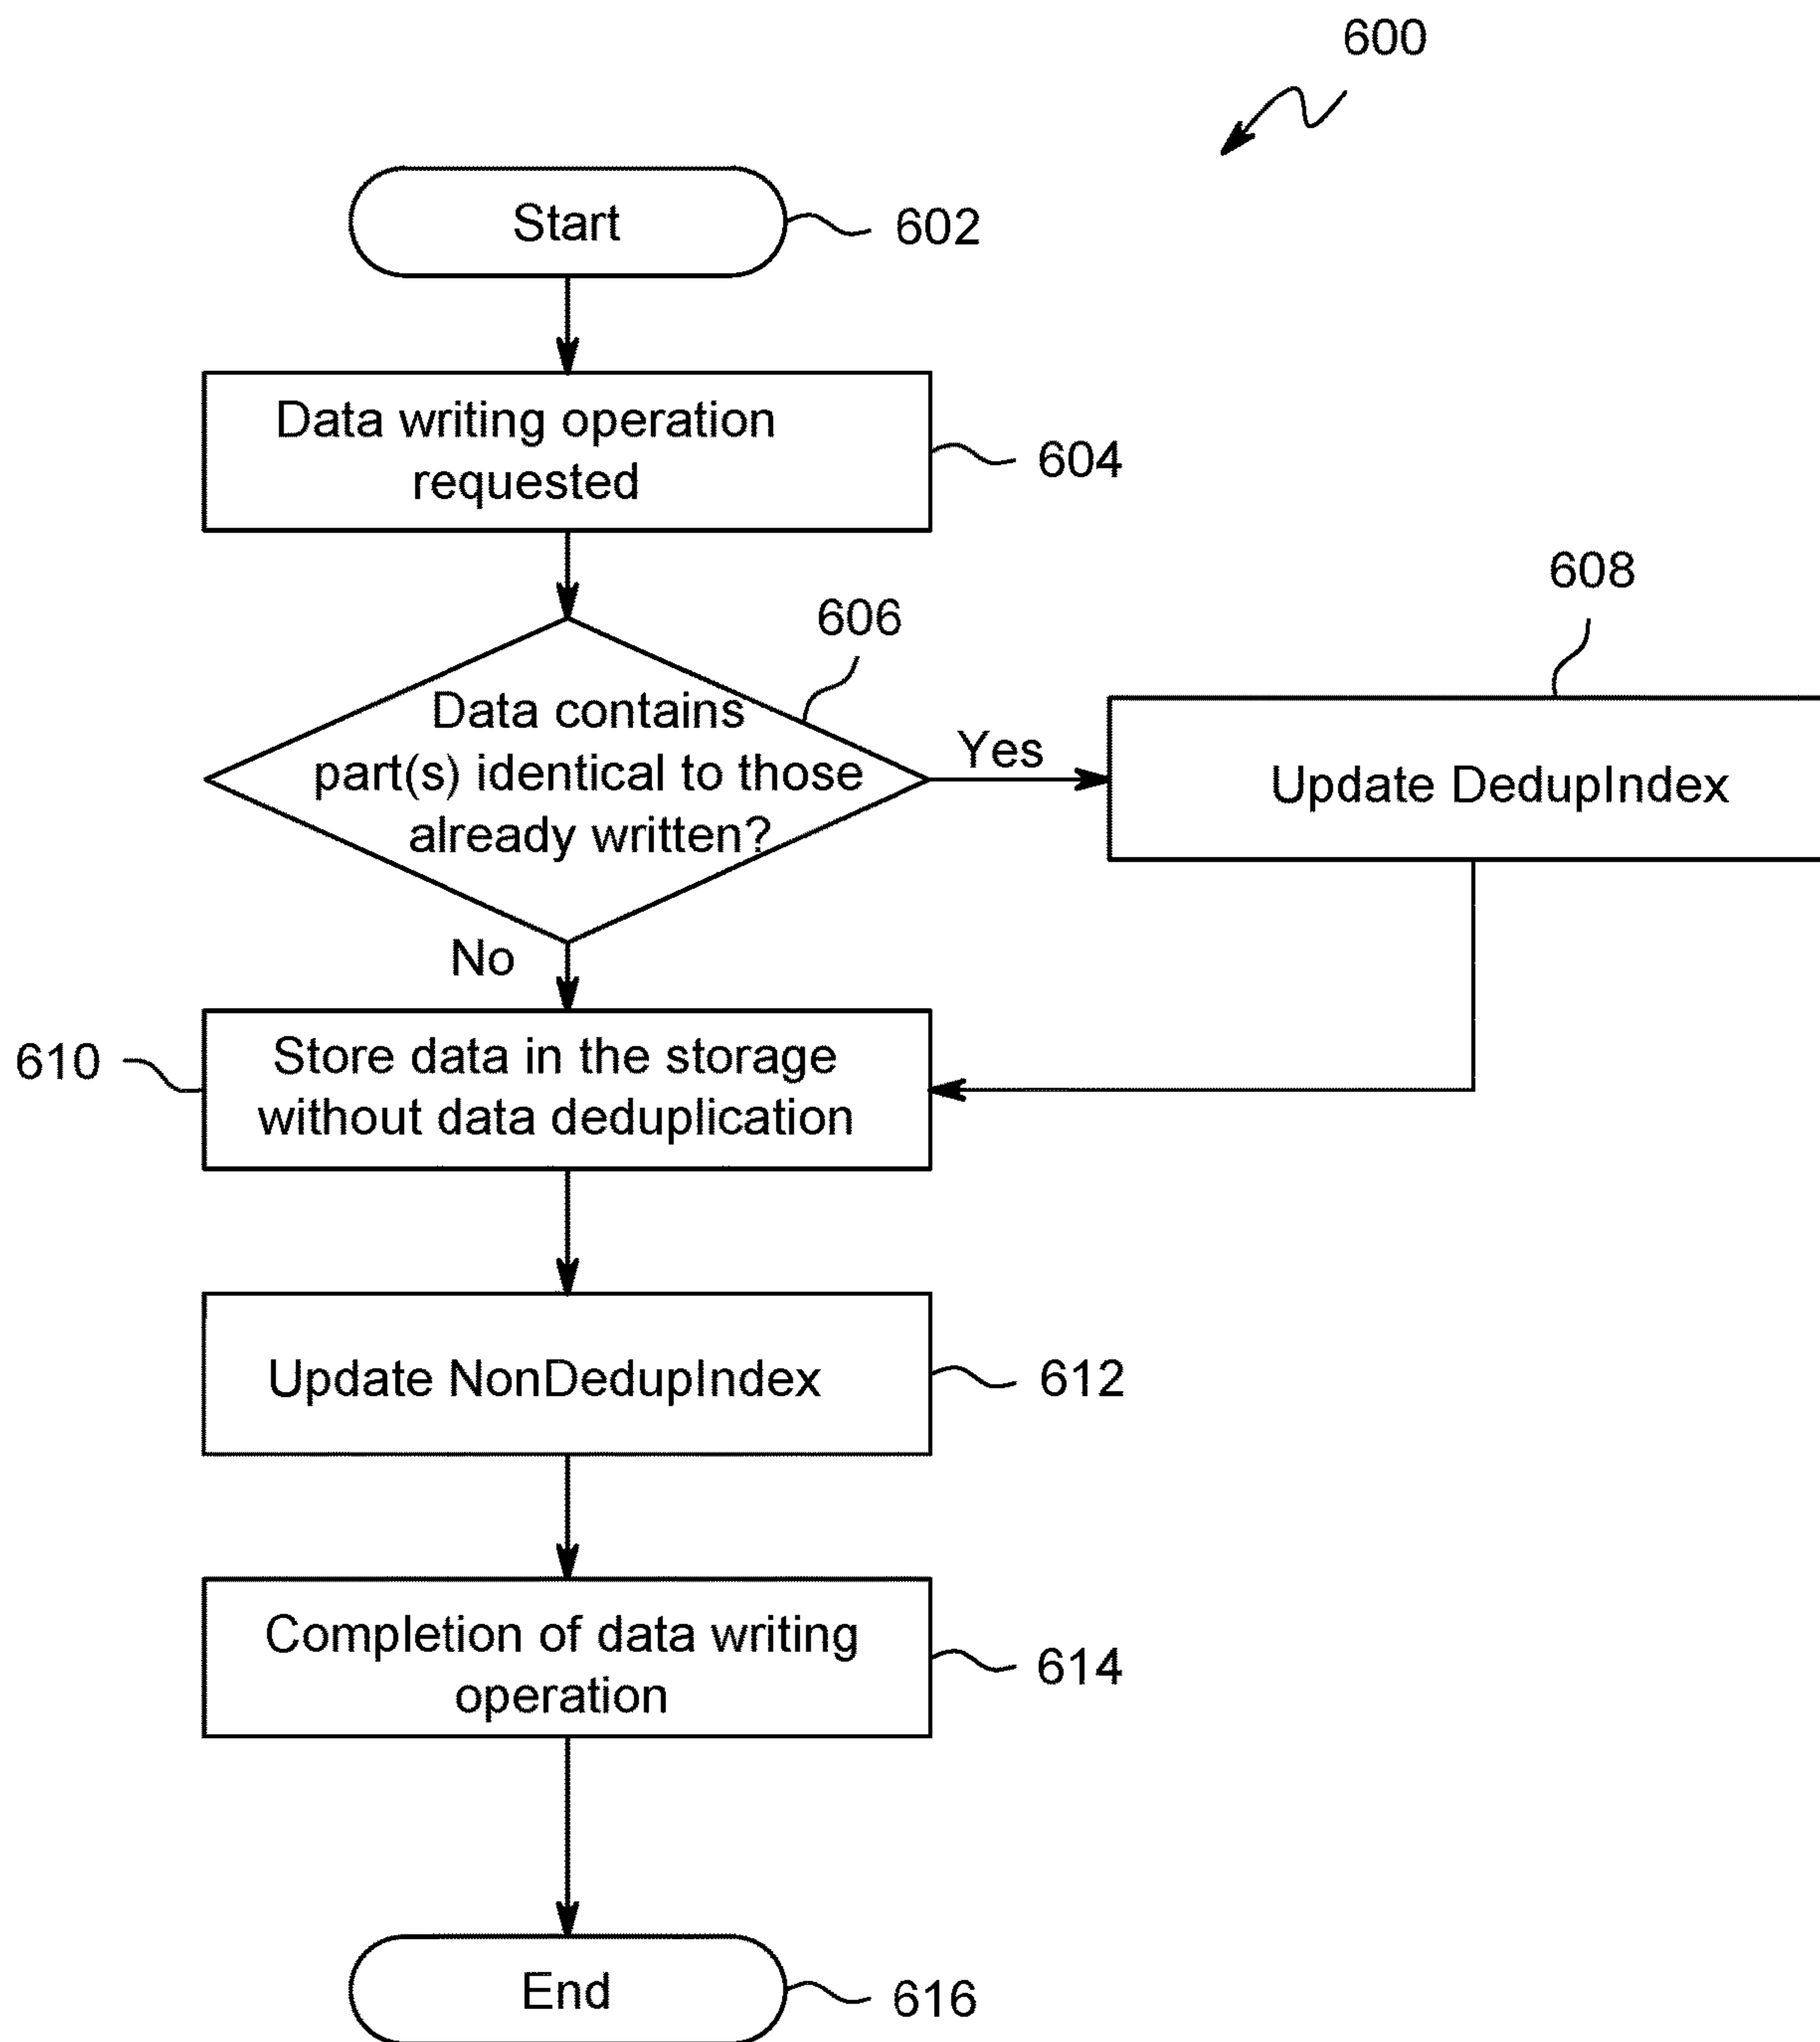 600
Start
602
Data writing operation
requested
604
606
Data contains
part(s) identical to those
already written?
Yes
608
Update DedupIndex
No
610
Store data in the storage
without data deduplication
Update NonDedupIndex
612
Completion of data writing
operation
614
End
616